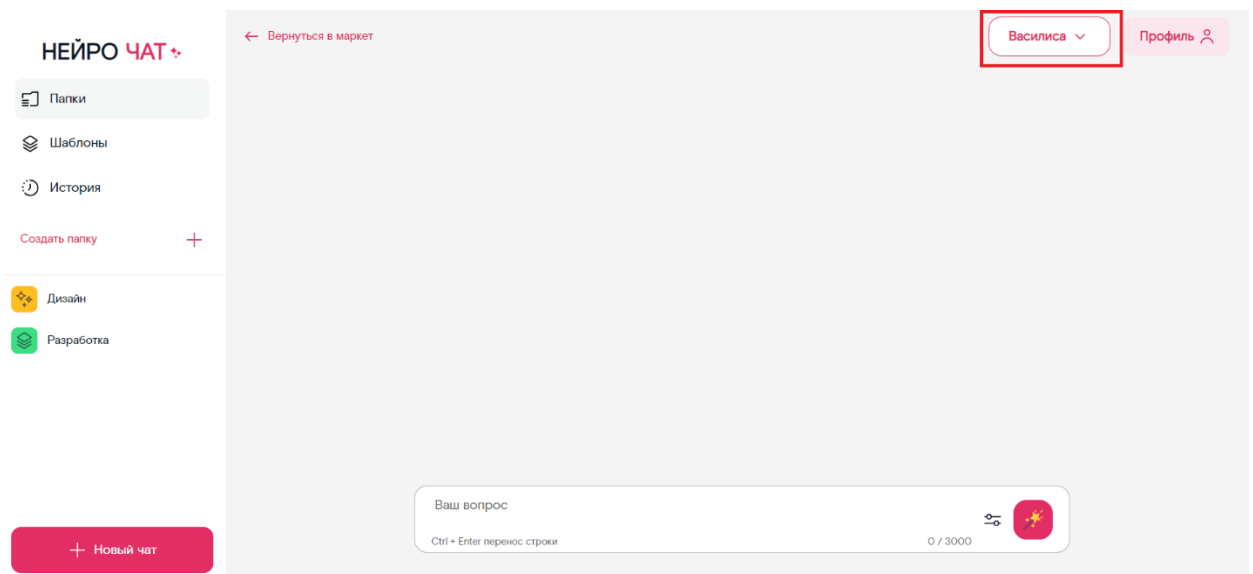 НЕЙРО ЧАТ
Вернуться в маркет
Василиса
Профиль
Папки
Шаблоны
История
Создать папку
Дизайн
Разработка
Новый чат
Ваш вопрос
Ctrl + Enter перенос строки
0 / 3000